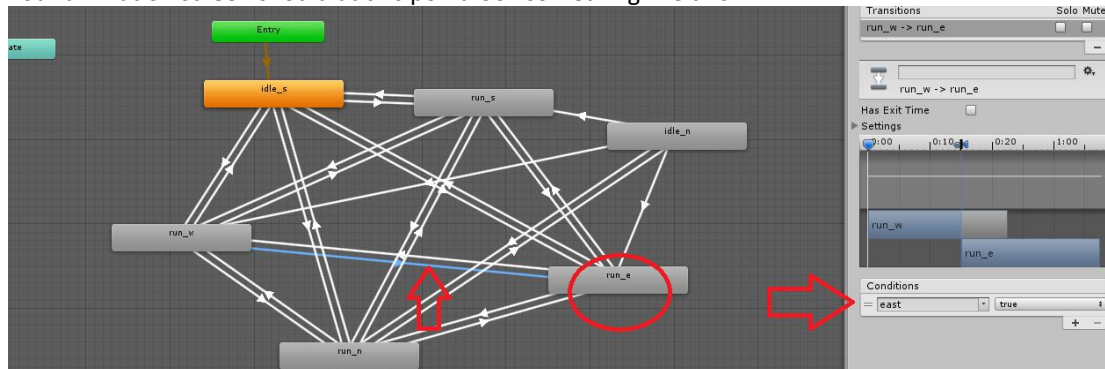 Transitions Solo Mute
run_w -> run_e
Entry
ate
run_w -> run_e
idle_s
run_s
Has Exit Time
Settings
idle_n
0:00 0:10 0:20 1:00
run_w
run_w
run_e
run_e
Conditions
east true
run_n